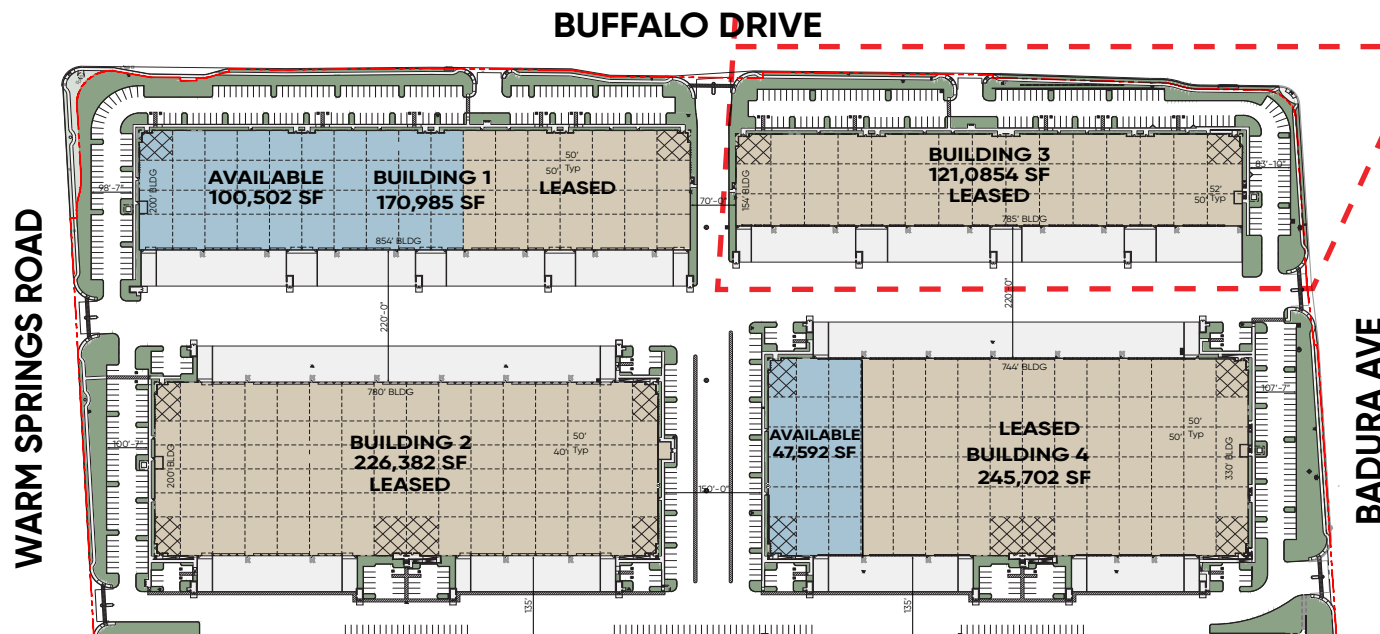 BUFFALO DRIVE
WARM SPRINGS ROAD
BADURA AVE
AVAILABLE
100,502 SF
BUILDING 1
170,985 SF
LEASED
50'
50' Typ
200' BLDG
854' BLDG
98'-7"
70'-0"
BUILDING 3
121,0854 SF
LEASED
154' BLDG
785' BLDG
52'
50' Typ
83'-10"
220'-0"
220'-0"
780' BLDG
BUILDING 2
226,382 SF
LEASED
50'
40' Typ
200' BLDG
100'-7"
150'-0"
744' BLDG
AVAILABLE
47,592 SF
LEASED
BUILDING 4
245,702 SF
50'
50' Typ
330' BLDG
107'-7"
135'
135'